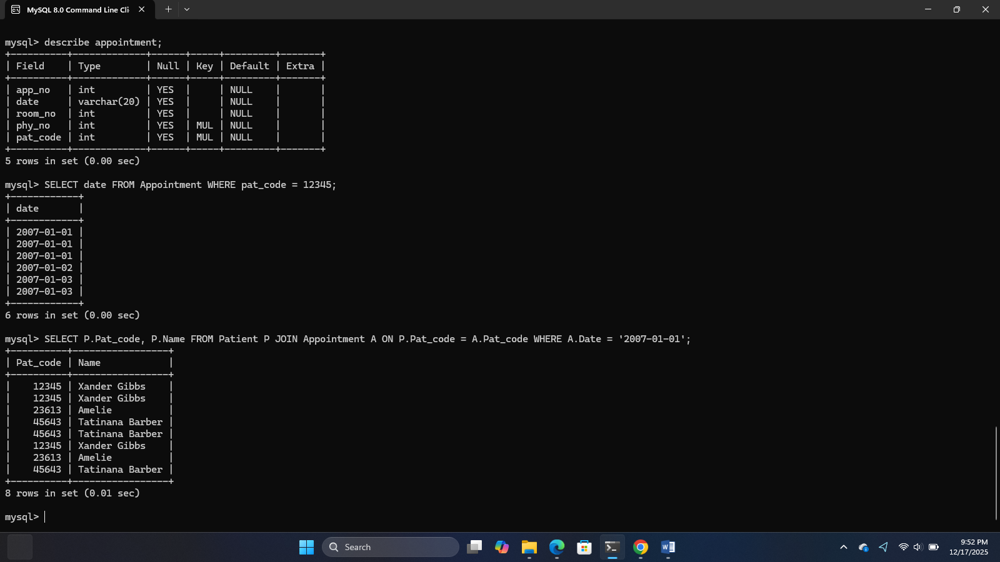 MySQL 8.0 Command Line Cli
mysql> describe appointment;
+----------+-------------+------+-----+---------+-------+
| Field    | Type        | Null | Key | Default | Extra |
+----------+-------------+------+-----+---------+-------+
| app_no   | int         | YES  |     | NULL    |       |
| date     | varchar(20) | YES  |     | NULL    |       |
| room_no  | int         | YES  |     | NULL    |       |
| phy_no   | int         | YES  | MUL | NULL    |       |
| pat_code | int         | YES  | MUL | NULL    |       |
+----------+-------------+------+-----+---------+-------+
5 rows in set (0.00 sec)
mysql> SELECT date FROM Appointment WHERE pat_code = 12345;
+------------+
| date       |
+------------+
| 2007-01-01 |
| 2007-01-01 |
| 2007-01-01 |
| 2007-01-02 |
| 2007-01-03 |
| 2007-01-03 |
+------------+
6 rows in set (0.00 sec)
mysql> SELECT P.Pat_code, P.Name FROM Patient P JOIN Appointment A ON P.Pat_code = A.Pat_code WHERE A.Date = '2007-01-01';
+----------+-----------------+
| Pat_code | Name            |
+----------+-----------------+
|    12345 | Xander Gibbs    |
|    12345 | Xander Gibbs    |
|    23613 | Amelie          |
|    45643 | Tatinana Barber |
|    45643 | Tatinana Barber |
|    12345 | Xander Gibbs    |
|    23613 | Amelie          |
|    45643 | Tatinana Barber |
+----------+-----------------+
8 rows in set (0.01 sec)
mysql>
Search
9:52 PM
12/17/2025